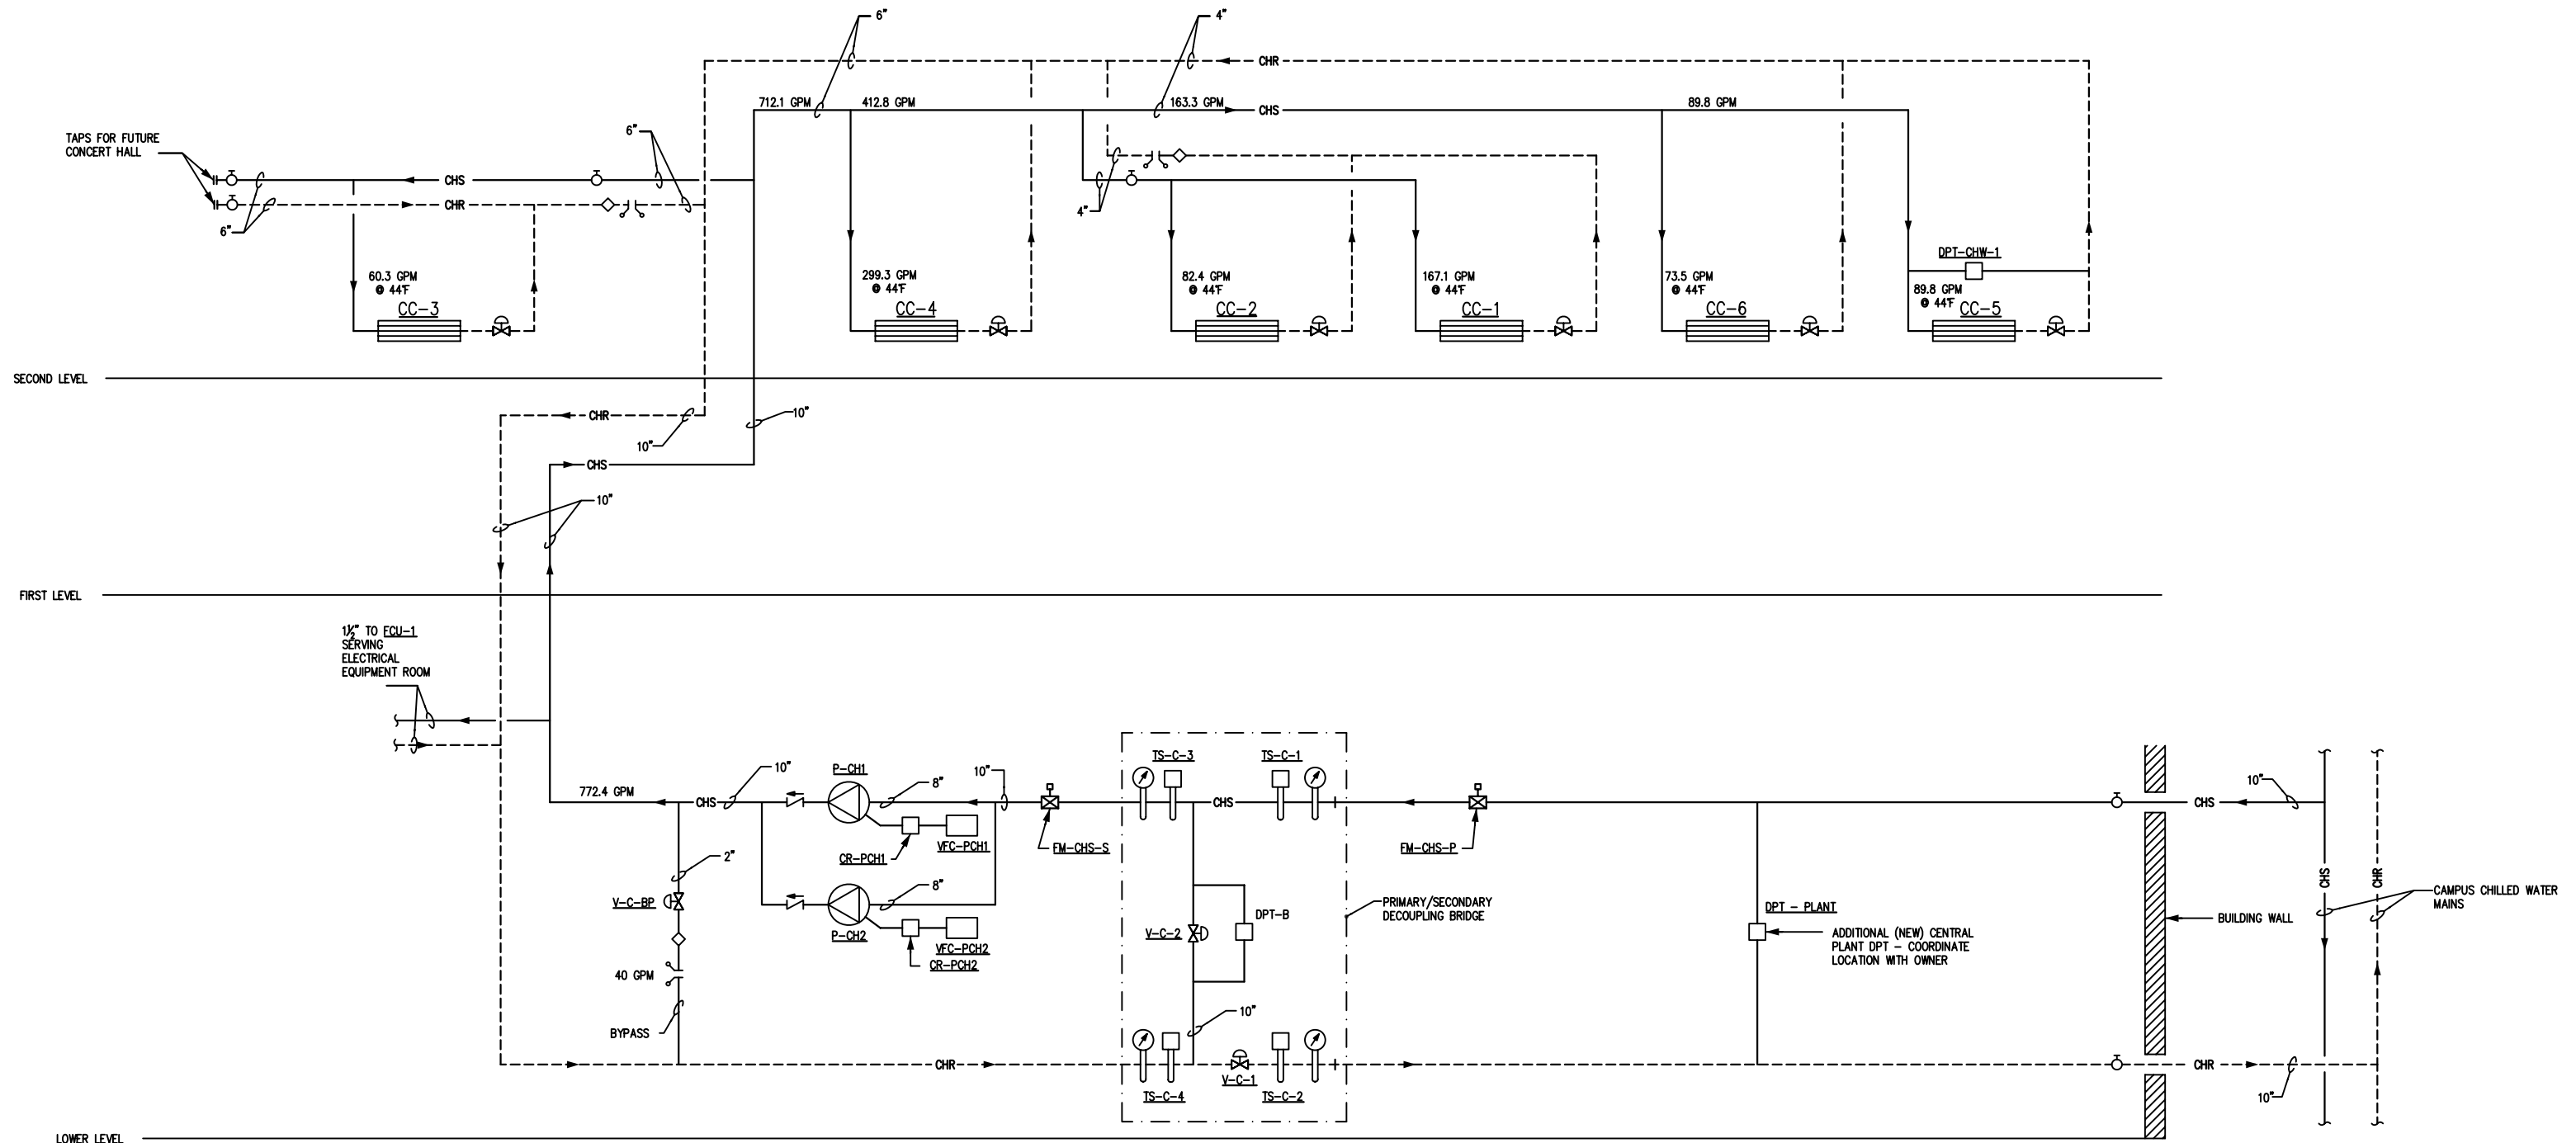 6"
4"
CHR
712.1 GPM
412.8 GPM
163.3 GPM
CHS
89.8 GPM
TAPS FOR FUTURE
CONCERT HALL
6"
CHS
CHR
6"
4"
DPT-CHW-1
60.3 GPM
@ 44°F
CC-3
299.3 GPM
@ 44°F
CC-4
82.4 GPM
@ 44°F
CC-2
167.1 GPM
@ 44°F
CC-1
73.5 GPM
@ 44°F
CC-6
89.8 GPM
@ 44°F
CC-5
SECOND LEVEL
CHR
10"
10"
CHS
10"
FIRST LEVEL
1½" TO FCU-1
SERVING
ELECTRICAL
EQUIPMENT ROOM
772.4 GPM
CHS
10"
P-CH1
8"
10"
CR-PCH1
VFC-PCH1
FM-CHS-S
TS-C-3
TS-C-1
CHS
FM-CHS-P
10"
CHS
2"
V-C-BP
P-CH2
8"
VFC-PCH2
CR-PCH2
V-C-2
DPT-B
PRIMARY/SECONDARY
DECOUPLING BRIDGE
DPT - PLANT
ADDITIONAL (NEW) CENTRAL
PLANT DPT - COORDINATE
LOCATION WITH OWNER
BUILDING WALL
CHS
CHR
CAMPUS CHILLED WATER
MAINS
40 GPM
BYPASS
10"
CHR
V-C-1
TS-C-4
TS-C-2
CHR
10"
LOWER LEVEL